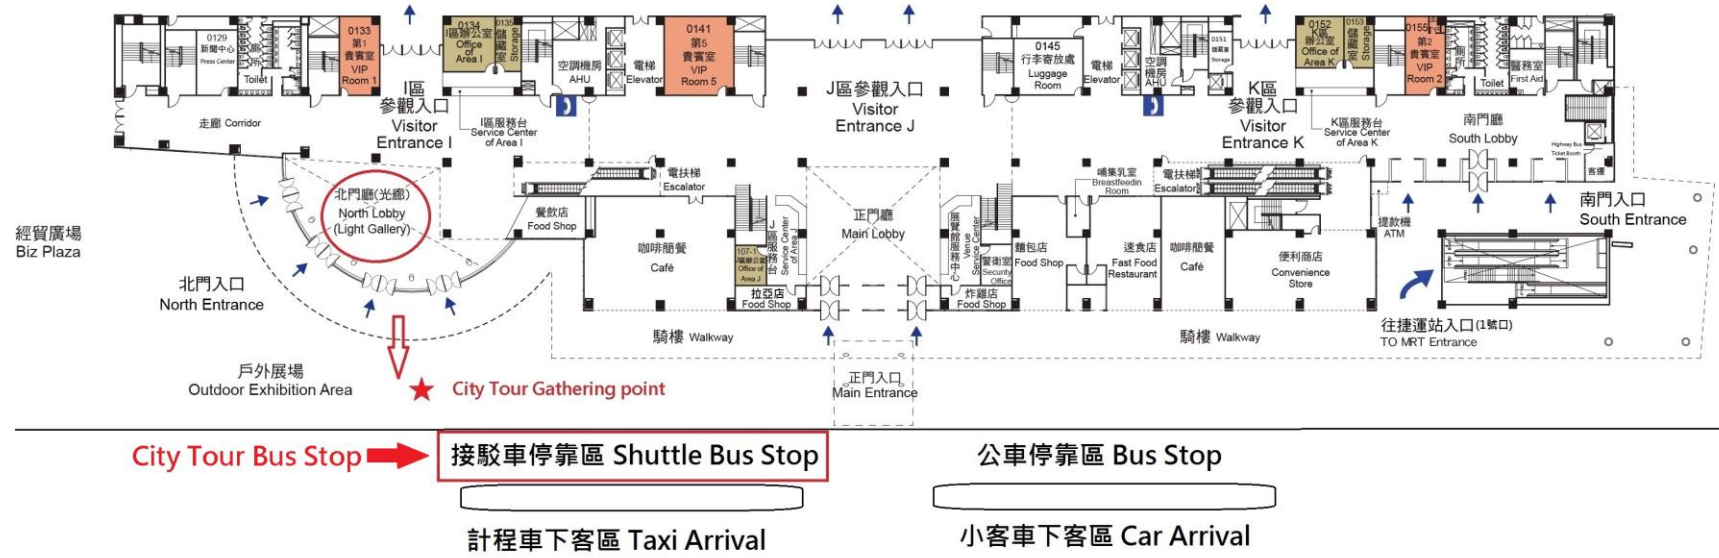 0129
新聞中心
Press Center
廁所
Toilet
0133
第1
貴賓室
VIP
Room 1
0134
I區辦公室
Office
of
Area I
0135
儲藏室
Storage
空調機房
AHU
電梯
Elevator
0141
第5
貴賓室
VIP
Room 5
0145
行李寄放處
Luggage
Room
電梯
Elevator
空調機房
AHU
0151
儲藏室
Storage
0152
K區
辦公室
Office of
Area K
0153
儲藏室
Storage
0155
第2
貴賓室
VIP
Room 2
廁所
Toilet
醫務室
First Aid
走廊 Corridor
I區
參觀入口
Visitor
Entrance I
I區服務台
Service Center
of Area I
J區參觀入口
Visitor
Entrance J
K區
參觀入口
Visitor
Entrance K
K區服務台
Service Center
of Area K
南門廳
South Lobby
Highway Bus
Ticket Booth
客運
北門廳(光廊)
North Lobby
(Light Gallery)
電扶梯
Escalator
哺集乳室
Breastfeedin
Room
電扶梯
Escalator
餐飲店
Food Shop
咖啡簡餐
Café
107-1
J區辦公室
Office of
Area J
J區服務台
Service Center
of Area J
拉亞店
Food Shop
正門廳
Main Lobby
展覽館服務中心
Venue
Service Center
警衛室
Security
Office
炸雞店
Food Shop
麵包店
Food Shop
速食店
Fast Food
Restaurant
咖啡簡餐
Café
便利商店
Convenience
Store
提款機
ATM
南門入口
South Entrance
經貿廣場
Biz Plaza
北門入口
North Entrance
騎樓 Walkway
騎樓 Walkway
往捷運站入口(1號口)
TO MRT Entrance
戶外展場
Outdoor Exhibition Area
City Tour Gathering point
正門入口
Main Entrance
City Tour Bus Stop
接駁車停靠區 Shuttle Bus Stop
公車停靠區 Bus Stop
計程車下客區 Taxi Arrival
小客車下客區 Car Arrival